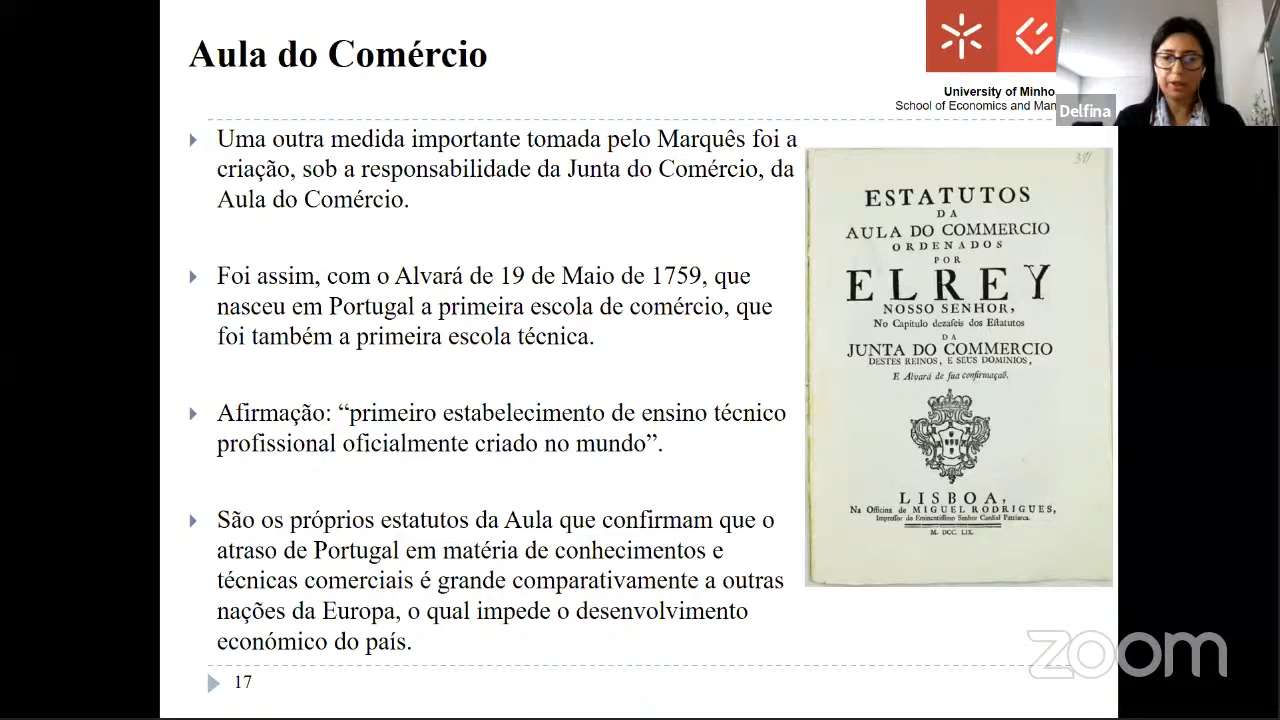 Aula do Comércio
University of Minho
School of Economics and Man
Delfina
Uma outra medida importante tomada pelo Marquês foi a
criação, sob a responsabilidade da Junta do Comércio, da
Aula do Comércio.
Foi assim, com o Alvará de 19 de Maio de 1759, que
nasceu em Portugal a primeira escola de comércio, que
foi também a primeira escola técnica.
Afirmação: “primeiro estabelecimento de ensino técnico
profissional oficialmente criado no mundo”.
São os próprios estatutos da Aula que confirmam que o
atraso de Portugal em matéria de conhecimentos e
técnicas comerciais é grande comparativamente a outras
nações da Europa, o qual impede o desenvolvimento
económico do país.
ESTATUTOS
DA
AULA DO COMMERCIO
ORDENADOS
POR
ELREY
NOSSO SENHOR,
No Capitulo dezaſeis dos Eſtatutos
DA
JUNTA DO COMMERCIO
DESTES REINOS, E SEUS DOMINIOS,
E Alvará de ſua confirmaçaõ.
LISBOA,
Na Officina de MIGUEL RODRIGUES,
Impreſſor do Eminentiſſimo Senhor Cardial Patriarca.
M. DCC. LIX.
17
zoom